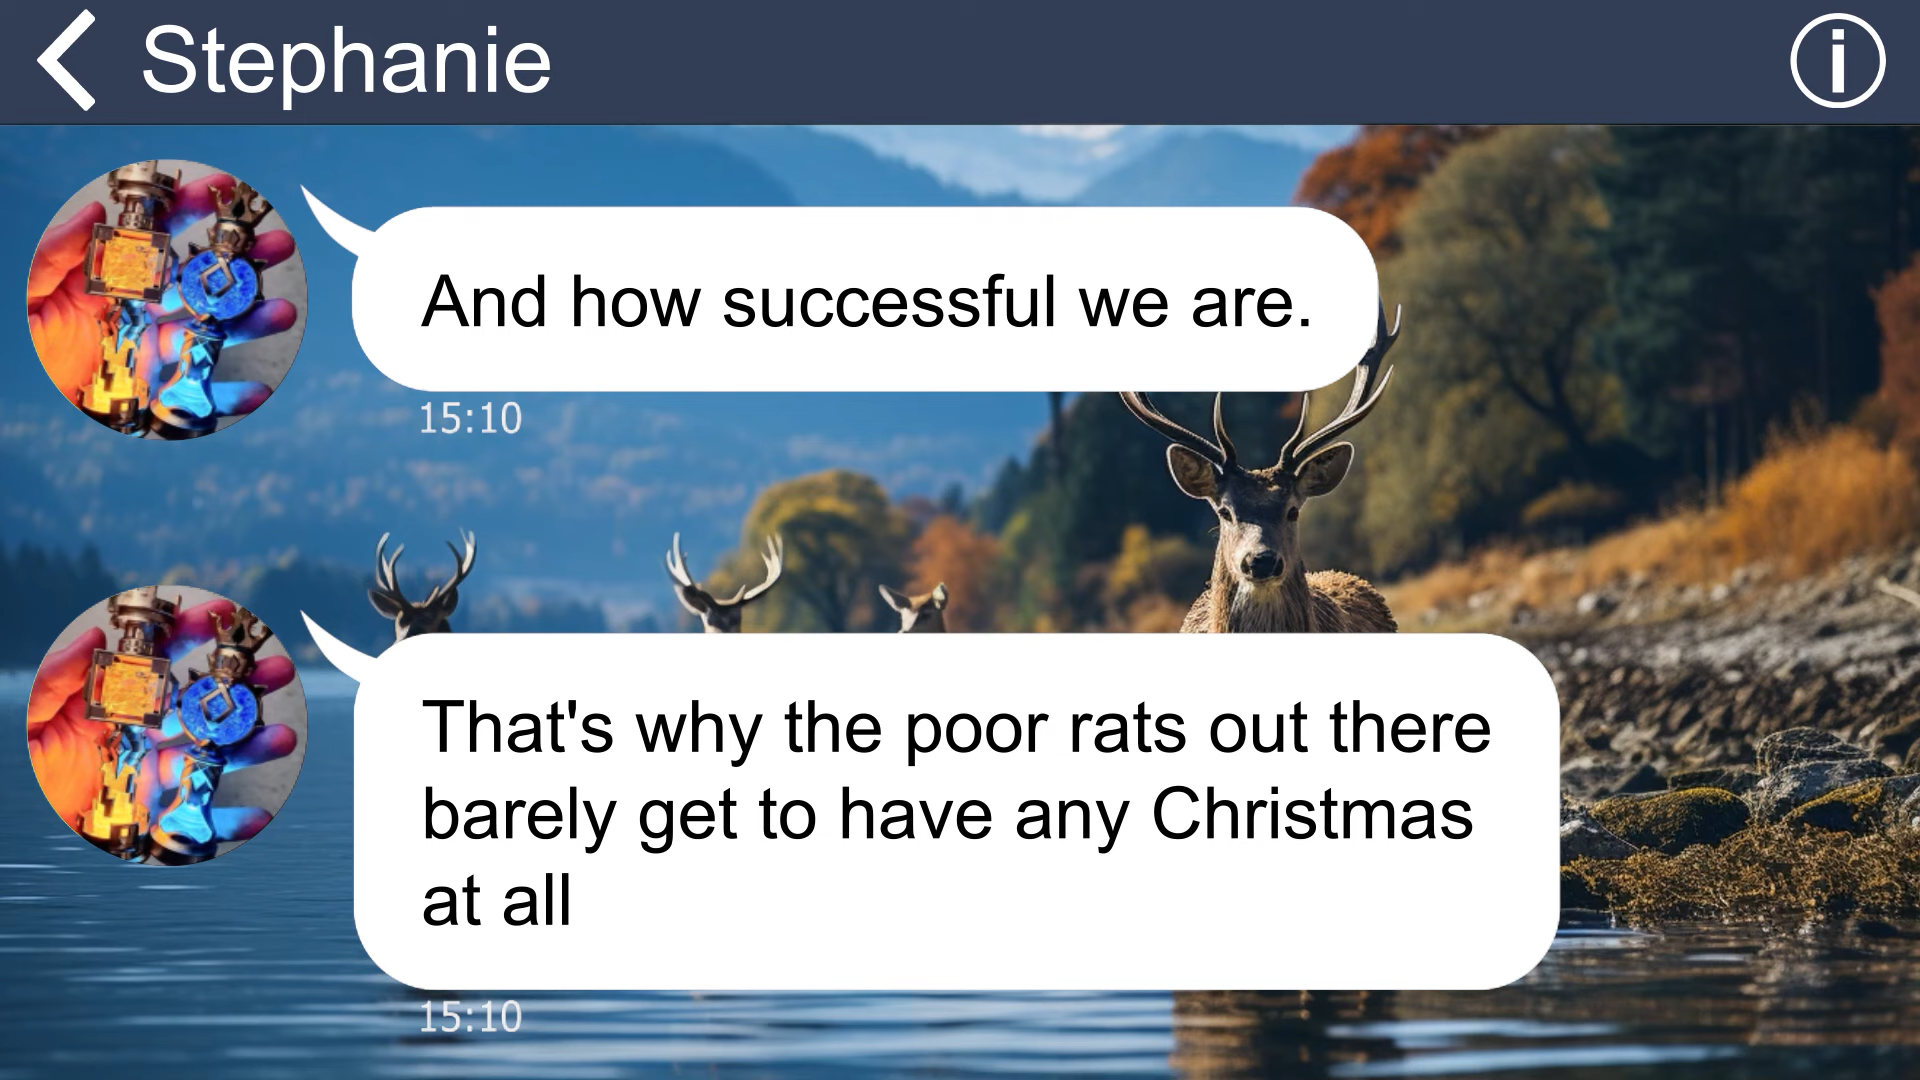 Stephanie
And how successful we are.
15:10
That's why the poor rats out there
barely get to have any Christmas
at all
15:10